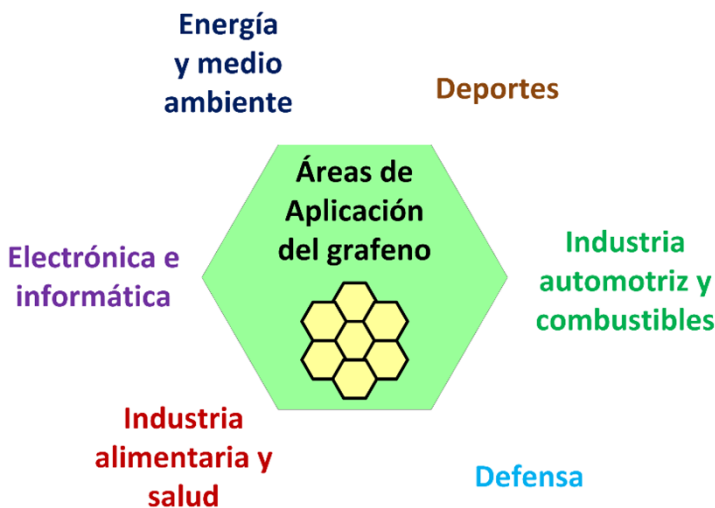 Energía
y medio
ambiente
Deportes
Áreas de
Aplicación
del grafeno
Electrónica e
informática
Industria
automotriz y
combustibles
Industria
alimentaria y
salud
Defensa